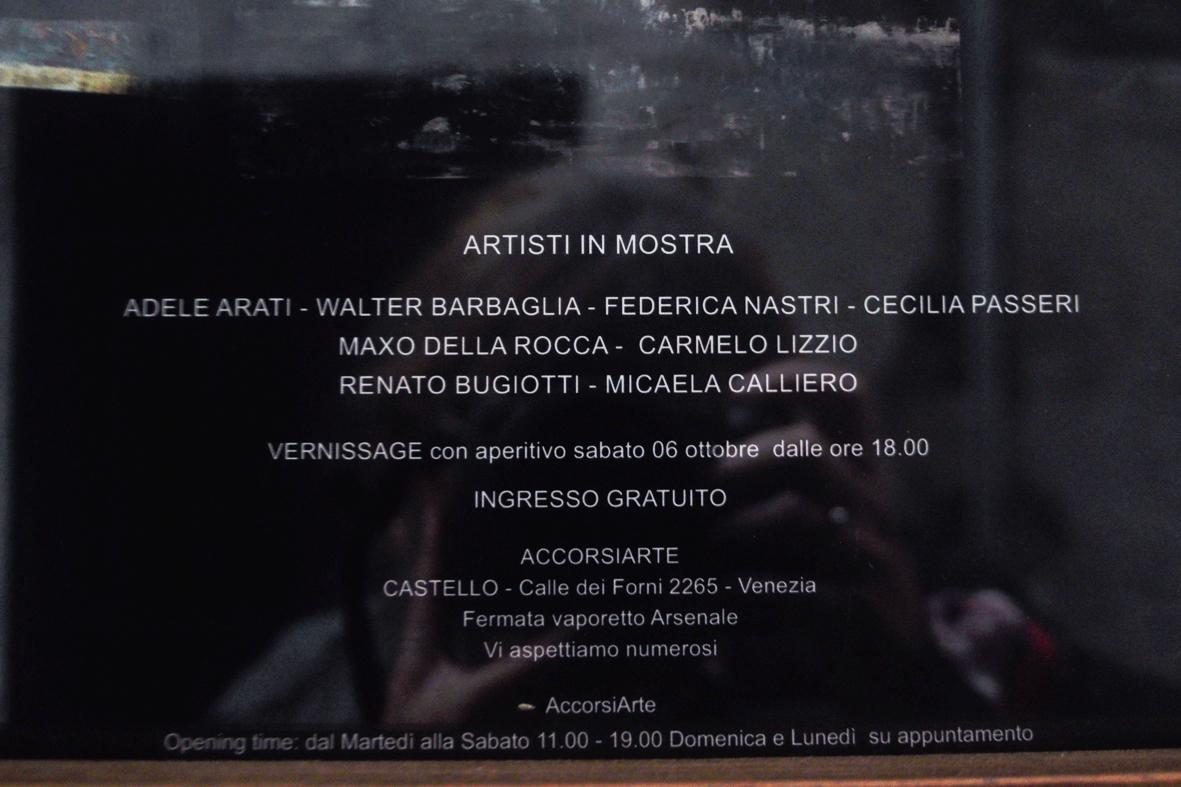 ARTISTI IN MOSTRA
ADELE ARATI - WALTER BARBAGLIA - FEDERICA NASTRI - CECILIA PASSERI
MAXO DELLA ROCCA - CARMELO LIZZIO
RENATO BUGIOTTI - MICAELA CALLIERO
VERNISSAGE con aperitivo sabato 06 ottobre dalle ore 18.00
INGRESSO GRATUITO
ACCORSIARTE
CASTELLO - Calle dei Forni 2265 - Venezia
Fermata vaporetto Arsenale
Vi aspettiamo numerosi
AccorsiArte
Opening time: dal Martedì alla Sabato 11.00 - 19.00 Domenica e Lunedì su appuntamento